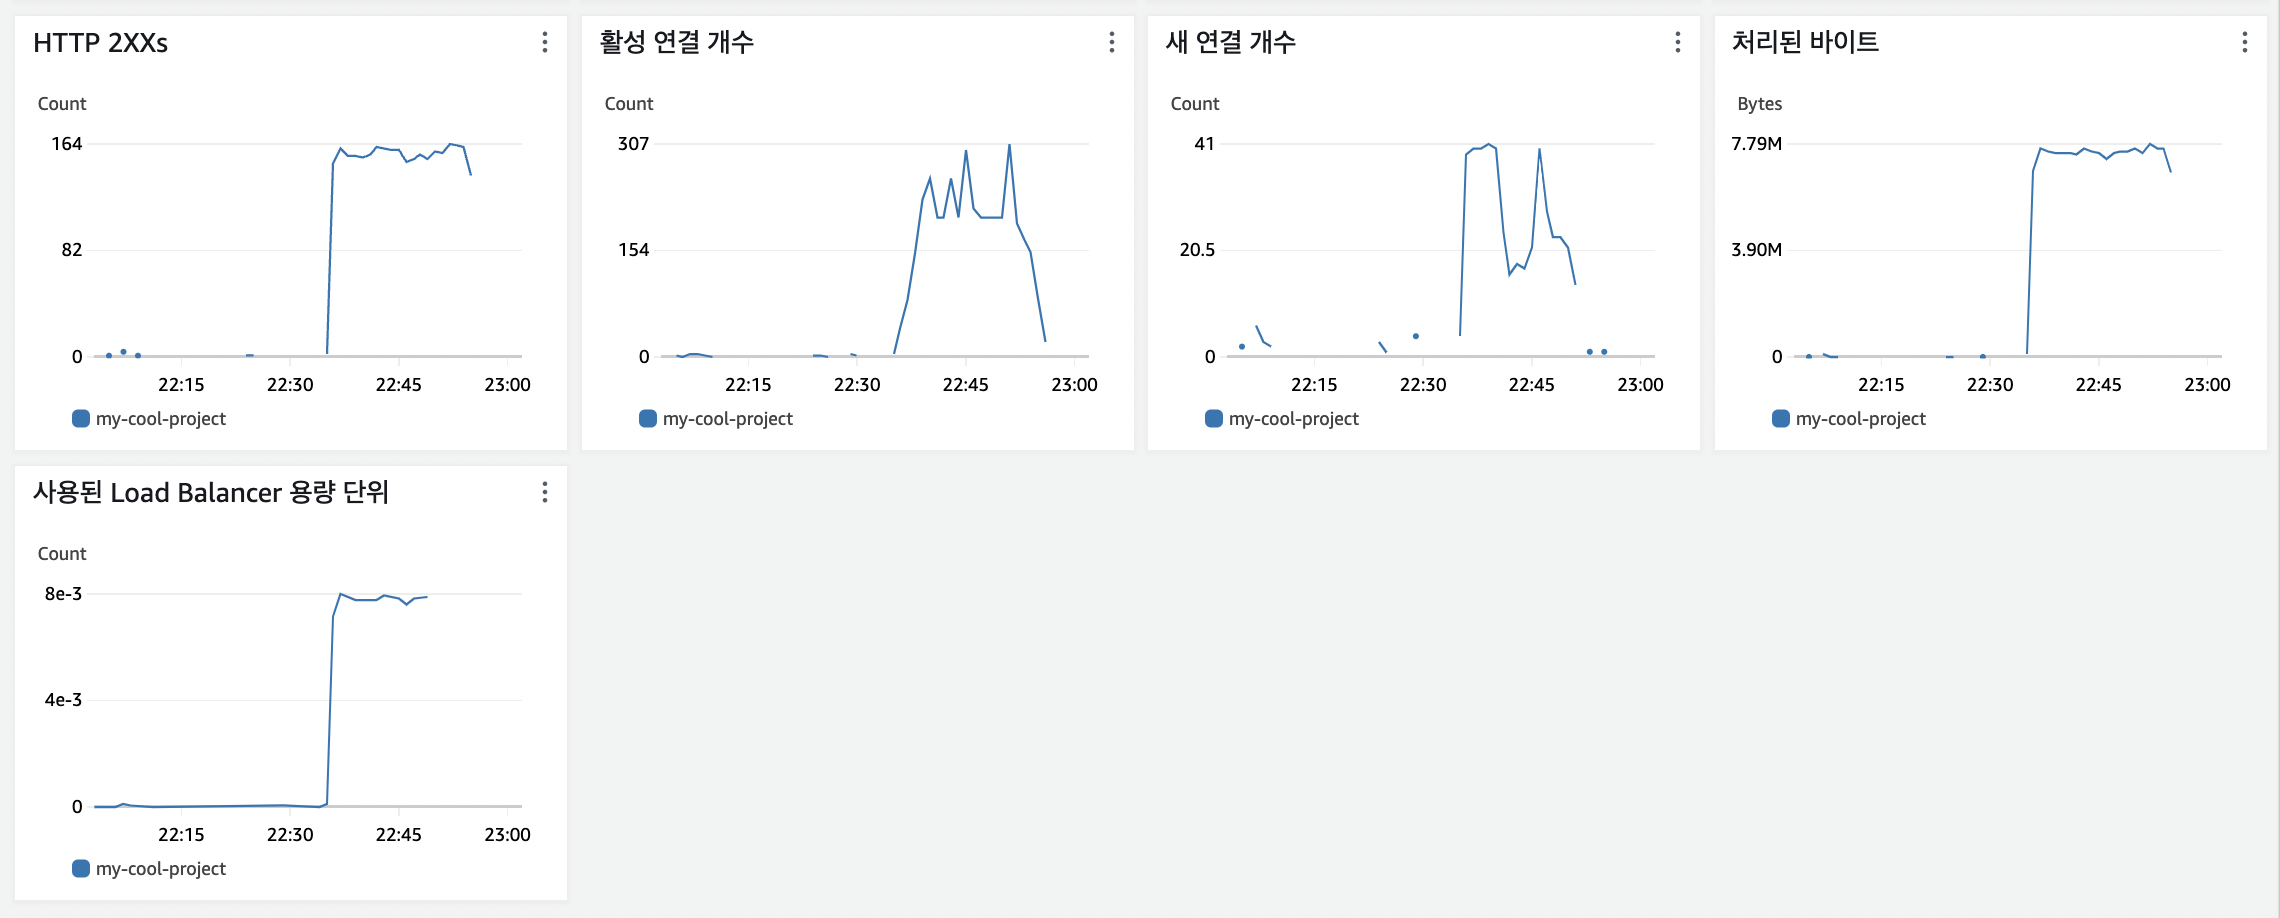 HTTP 2XXs
Count
164
82
0
22:15 22:30 22:45 23:00
my-cool-project
활성 연결 개수
Count
307
154
0
22:15 22:30 22:45 23:00
my-cool-project
새 연결 개수
Count
41
20.5
0
22:15 22:30 22:45 23:00
my-cool-project
처리된 바이트
Bytes
7.79M
3.90M
0
22:15 22:30 22:45 23:00
my-cool-project
사용된 Load Balancer 용량 단위
Count
8e-3
4e-3
0
22:15 22:30 22:45 23:00
my-cool-project